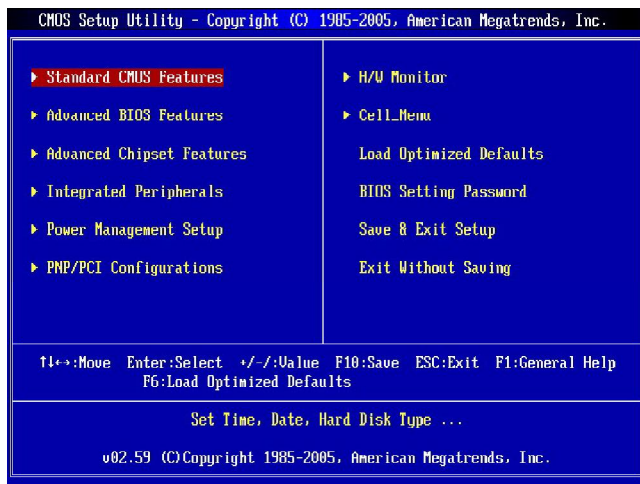 CMOS Setup Utility - Copyright (C) 1985-2005, American Megatrends, Inc.
▶ Standard CMOS Features
▶ Advanced BIOS Features
▶ Advanced Chipset Features
▶ Integrated Peripherals
▶ Power Management Setup
▶ PNP/PCI Configurations
▶ H/W Monitor
▶ Cell_Menu
Load Optimized Defaults
BIOS Setting Password
Save & Exit Setup
Exit Without Saving
↑↓←→:Move Enter:Select +/-/:Value F10:Save ESC:Exit F1:General Help
F6:Load Optimized Defaults
Set Time, Date, Hard Disk Type ...
v02.59 (C)Copyright 1985-2005, American Megatrends, Inc.